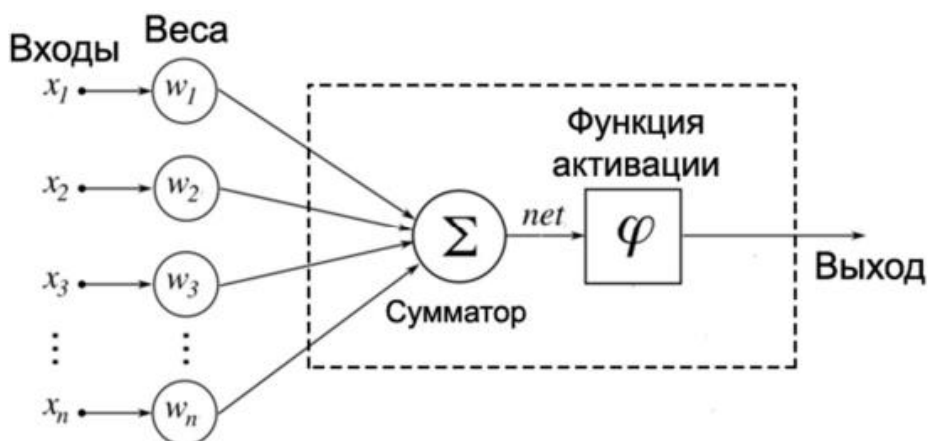 Входы
Веса
x1
w1
x2
w2
x3
w3
xn
wn
Σ
Сумматор
net
Функция
активации
φ
Выход